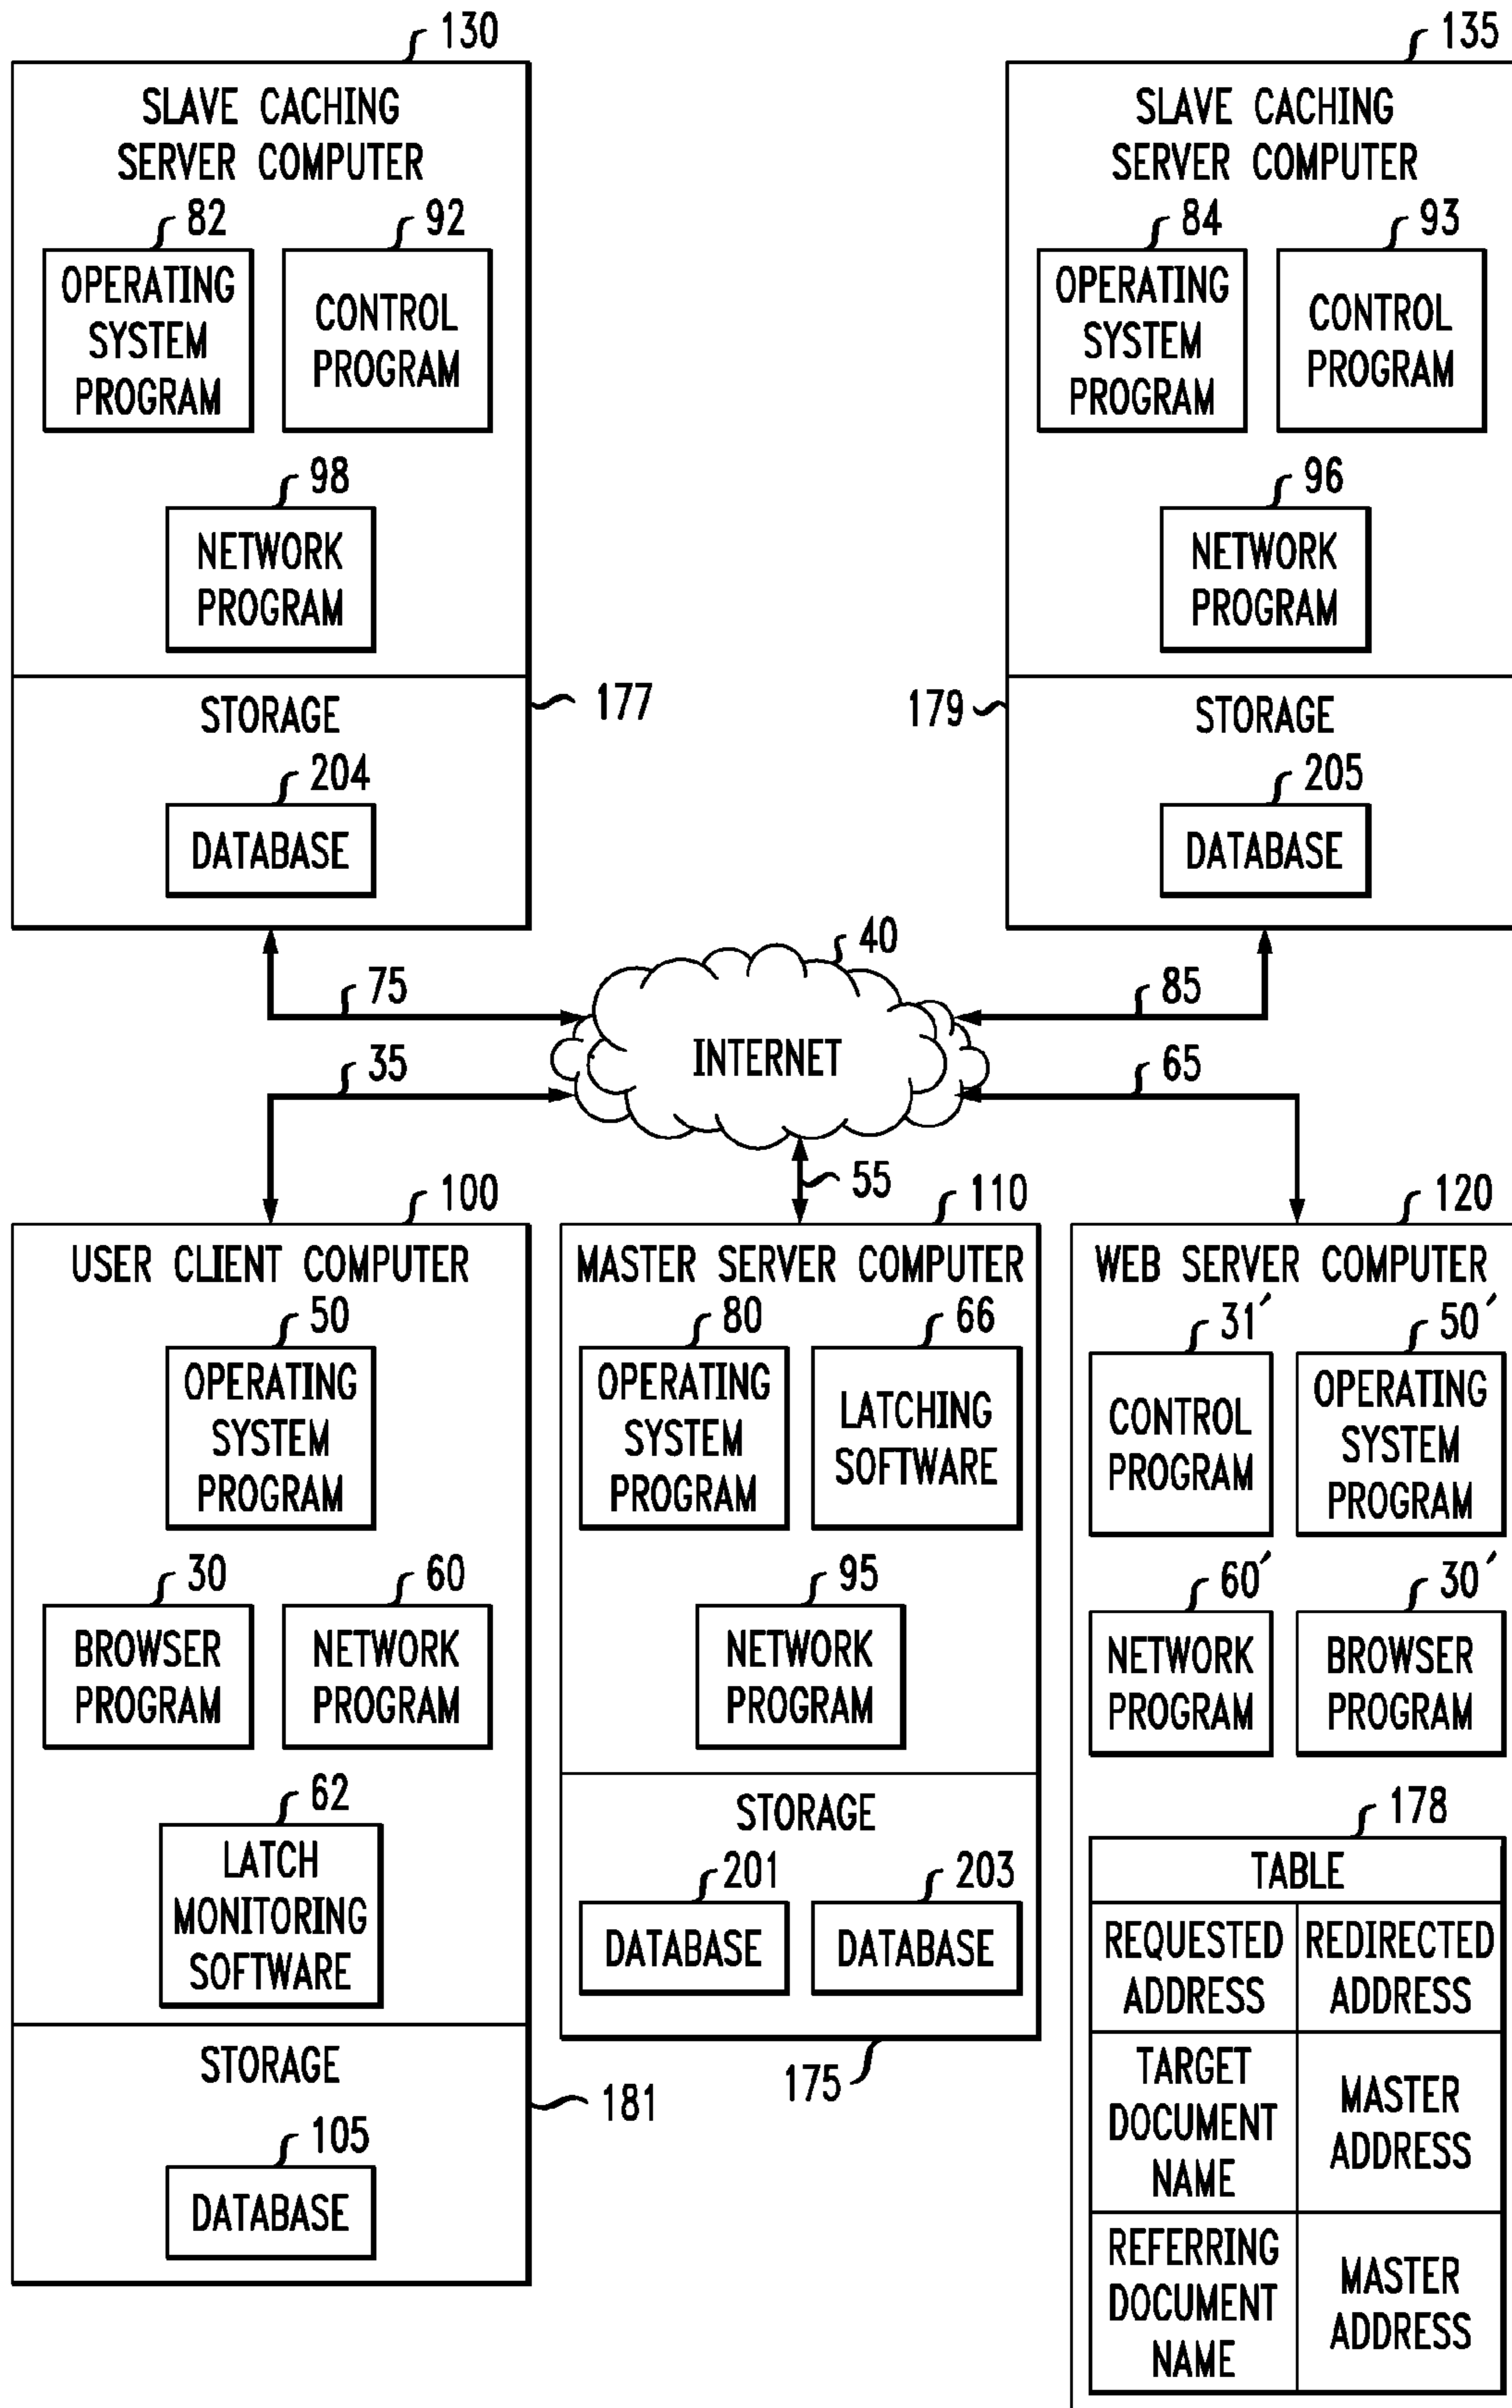 130
SLAVE CACHING
SERVER COMPUTER
82
OPERATING
SYSTEM
PROGRAM
92
CONTROL
PROGRAM
98
NETWORK
PROGRAM
177
STORAGE
204
DATABASE
135
SLAVE CACHING
SERVER COMPUTER
84
OPERATING
SYSTEM
PROGRAM
93
CONTROL
PROGRAM
96
NETWORK
PROGRAM
179
STORAGE
205
DATABASE
40
INTERNET
75
85
35
65
55
100
USER CLIENT COMPUTER
50
OPERATING
SYSTEM
PROGRAM
30
BROWSER
PROGRAM
60
NETWORK
PROGRAM
62
LATCH
MONITORING
SOFTWARE
STORAGE
181
105
DATABASE
110
MASTER SERVER COMPUTER
80
OPERATING
SYSTEM
PROGRAM
66
LATCHING
SOFTWARE
95
NETWORK
PROGRAM
STORAGE
201
DATABASE
203
DATABASE
175
120
WEB SERVER COMPUTER
31´
CONTROL
PROGRAM
50´
OPERATING
SYSTEM
PROGRAM
60´
NETWORK
PROGRAM
30´
BROWSER
PROGRAM
178
TABLE
REQUESTED
ADDRESS
REDIRECTED
ADDRESS
TARGET
DOCUMENT
NAME
MASTER
ADDRESS
REFERRING
DOCUMENT
NAME
MASTER
ADDRESS